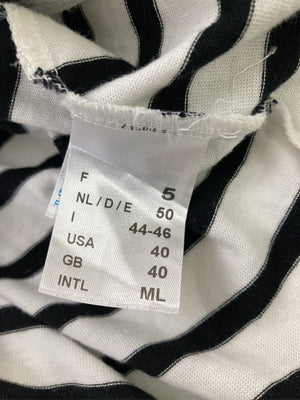 F 5
NL / D / E 50
I 44-46
USA 40
GB 40
INTL ML